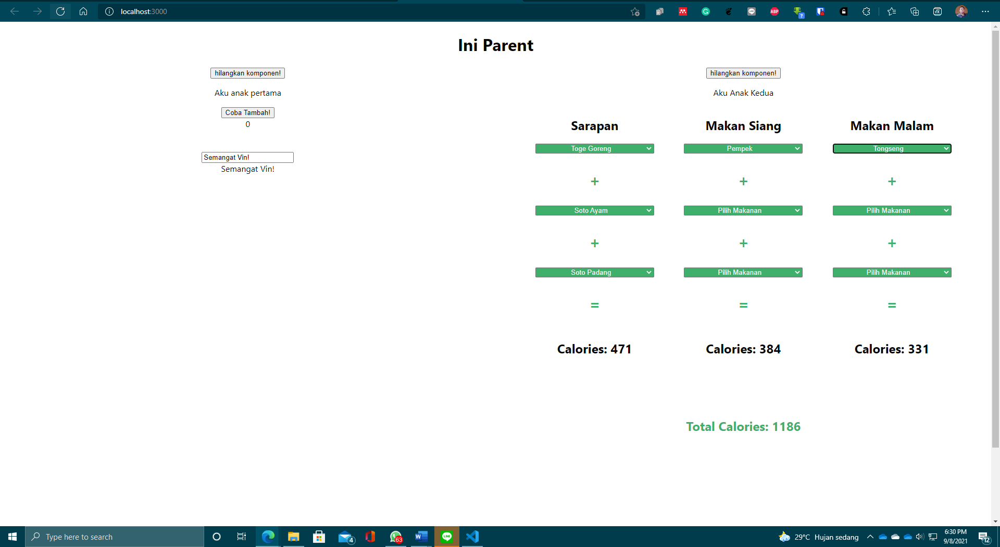 localhost:3000
ABP
?
Ini Parent
hilangkan komponen!
Aku anak pertama
Coba Tambah!
0
Semangat Vin!
Semangat Vin!
hilangkan komponen!
Aku Anak Kedua
Sarapan Makan Siang Makan Malam
Toge Goreng Pempek Tongseng
+ + +
Soto Ayam Pilih Makanan Pilih Makanan
+ + +
Soto Padang Pilih Makanan Pilih Makanan
= = =
Calories: 471 Calories: 384 Calories: 331
Total Calories: 1186
Type here to search
4
63
W
LINE
29°C Hujan sedang
6:30 PM
9/8/2021
12